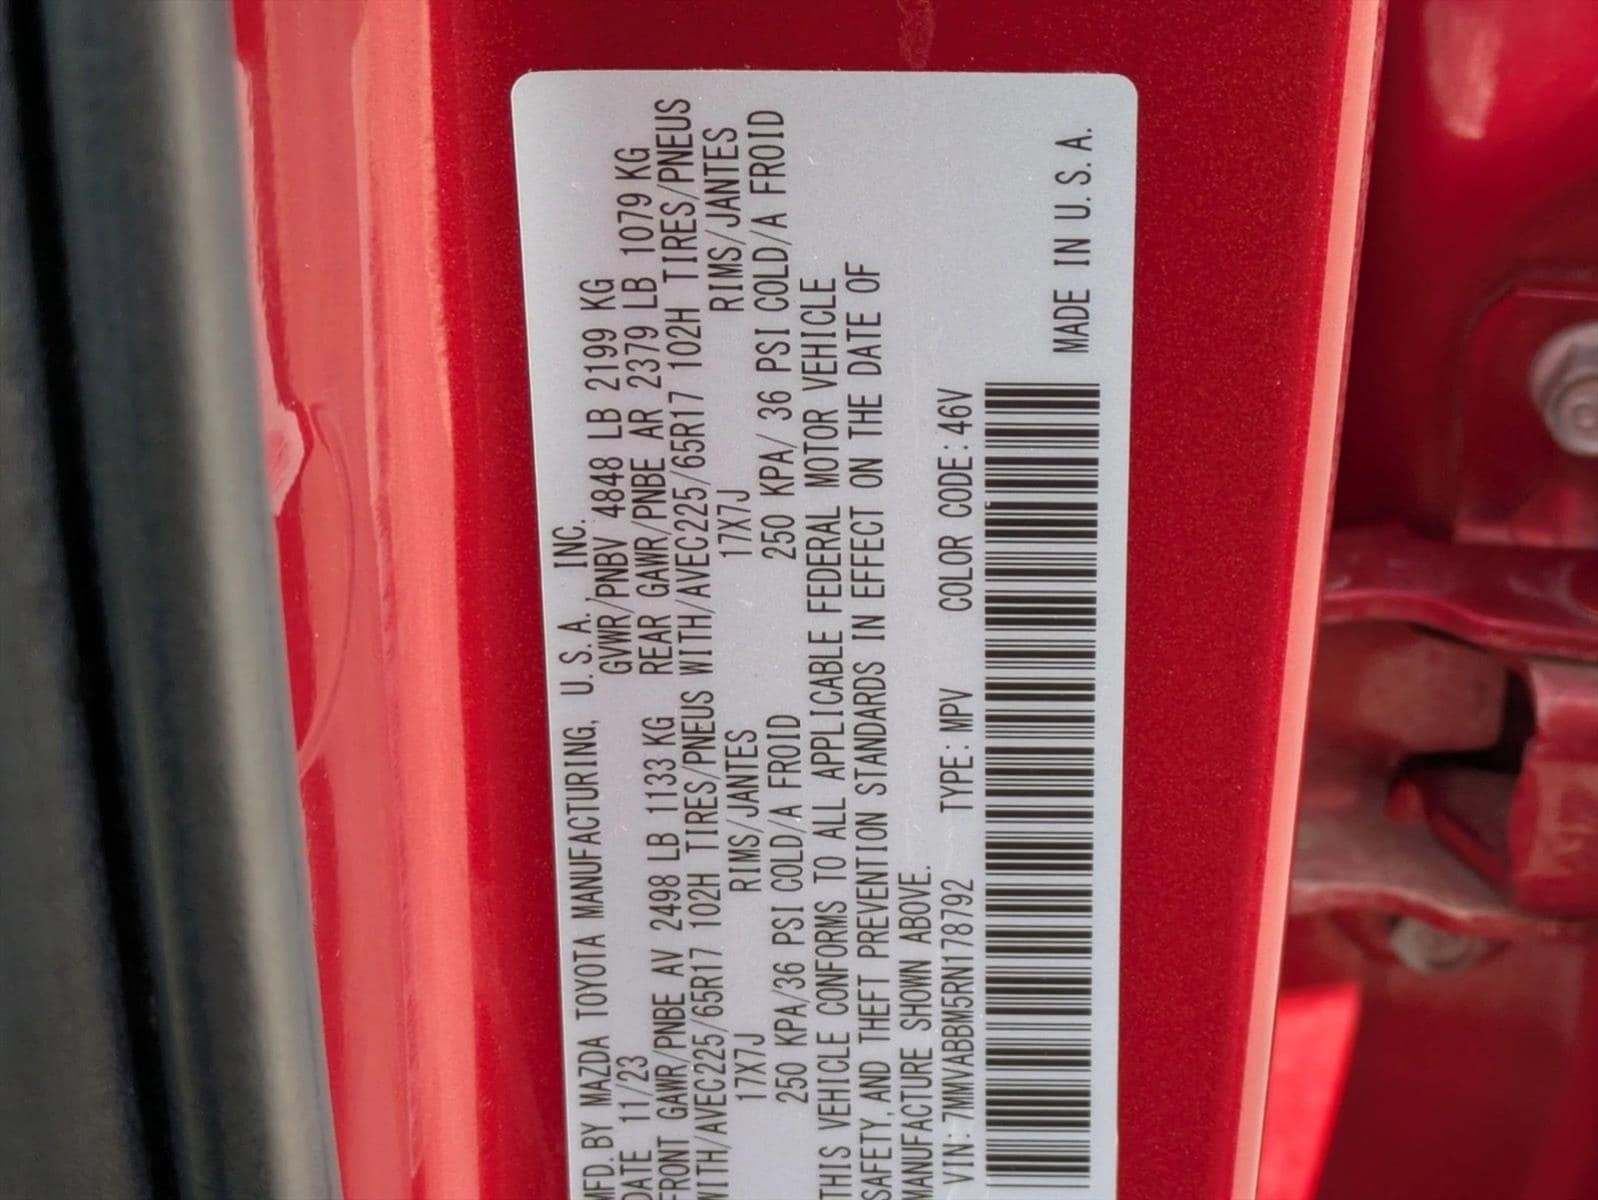 MFD.BY MAZDA TOYOTA MANUFACTURING, U.S.A. INC.
DATE 11/23 GVWR/PNBV 4848 LB 2199 KG
FRONT GAWR/PNBE AV 2498 LB 1133 KG REAR GAWR/PNBE AR 2379 LB 1079 KG
WITH/AVEC225/65R17 102H TIRES/PNEUS WITH/AVEC225/65R17 102H TIRES/PNEUS
17X7J RIMS/JANTES 17X7J RIMS/JANTES
250 KPA/36 PSI COLD/A FROID 250 KPA/ 36 PSI COLD/A FROID
THIS VEHICLE CONFORMS TO ALL APPLICABLE FEDERAL MOTOR VEHICLE
SAFETY, AND THEFT PREVENTION STANDARDS IN EFFECT ON THE DATE OF
MANUFACTURE SHOWN ABOVE.
VIN: 7MMVABBM5RN178792 TYPE: MPV COLOR CODE: 46V
MADE IN U.S.A.